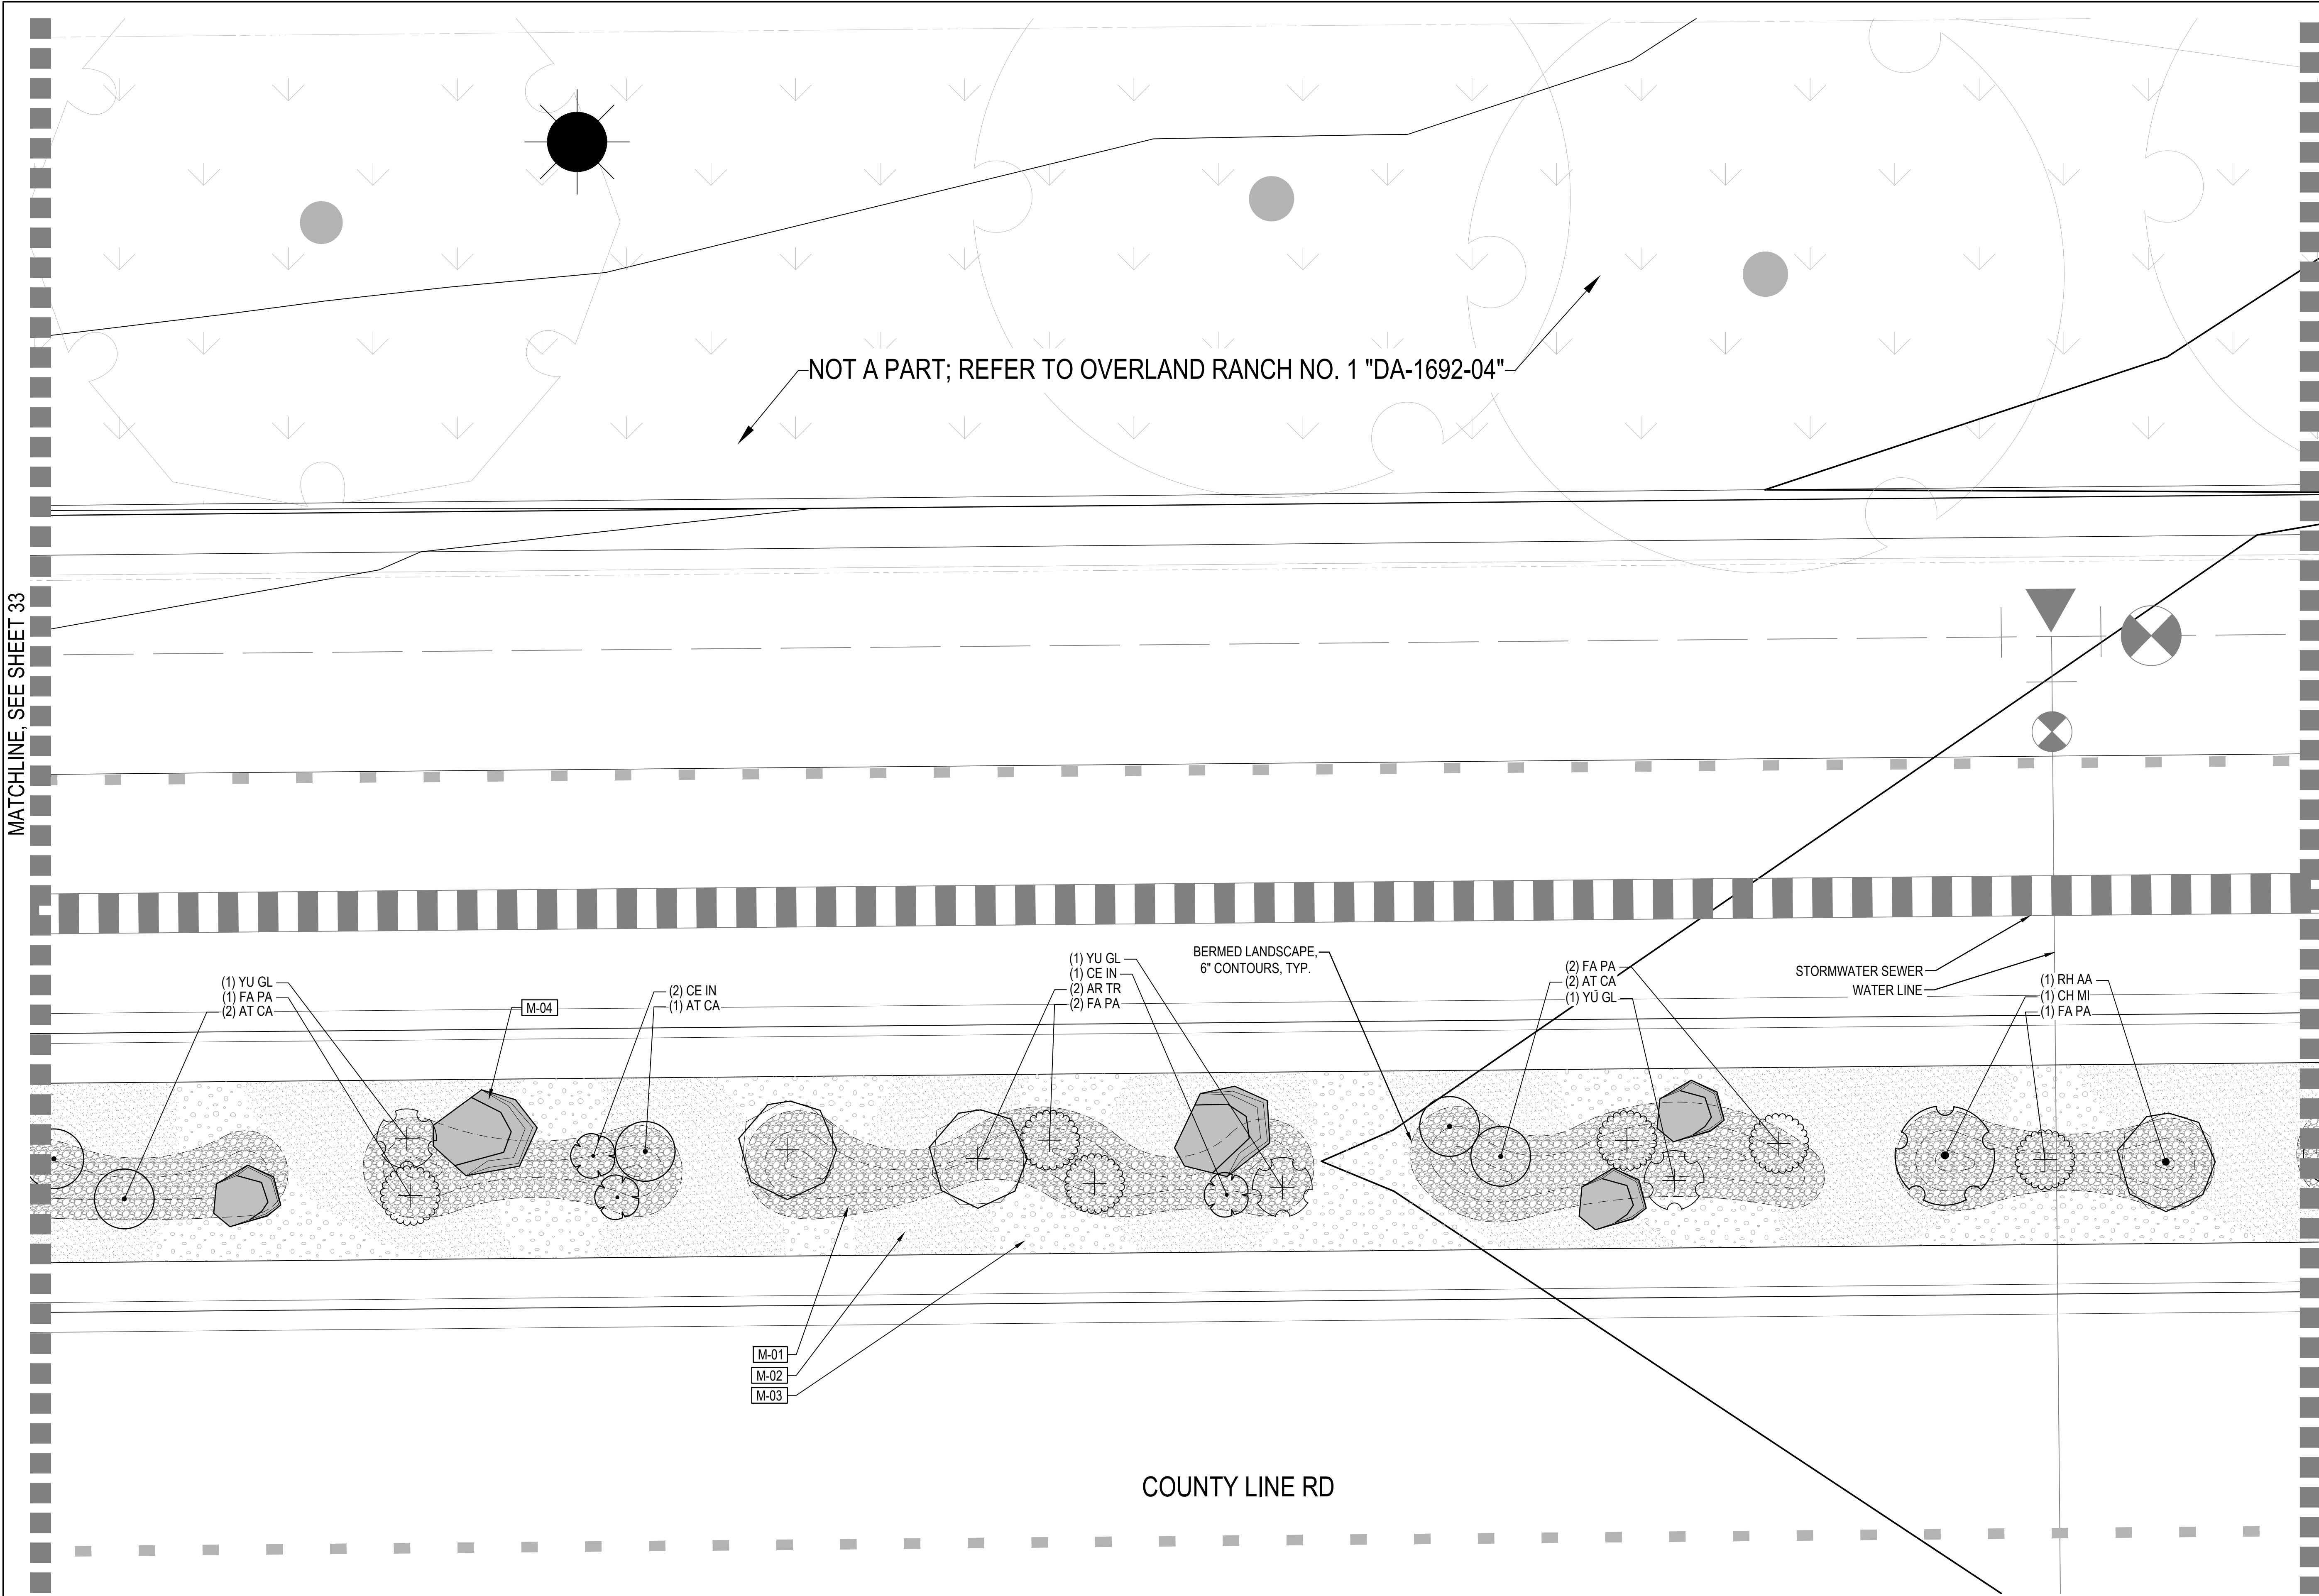 NOT A PART; REFER TO OVERLAND RANCH NO. 1 "DA-1692-04"
MATCHLINE, SEE SHEET 33
(1) YU GL
(1) FA PA
(2) AT CA
M-04
(2) CE IN
(1) AT CA
(1) YU GL
(1) CE IN
(2) AR TR
(2) FA PA
BERMED LANDSCAPE,
6" CONTOURS, TYP.
(2) FA PA
(2) AT CA
(1) YU GL
STORMWATER SEWER
WATER LINE
(1) RH AA
(1) CH MI
(1) FA PA
M-01
M-02
M-03
COUNTY LINE RD